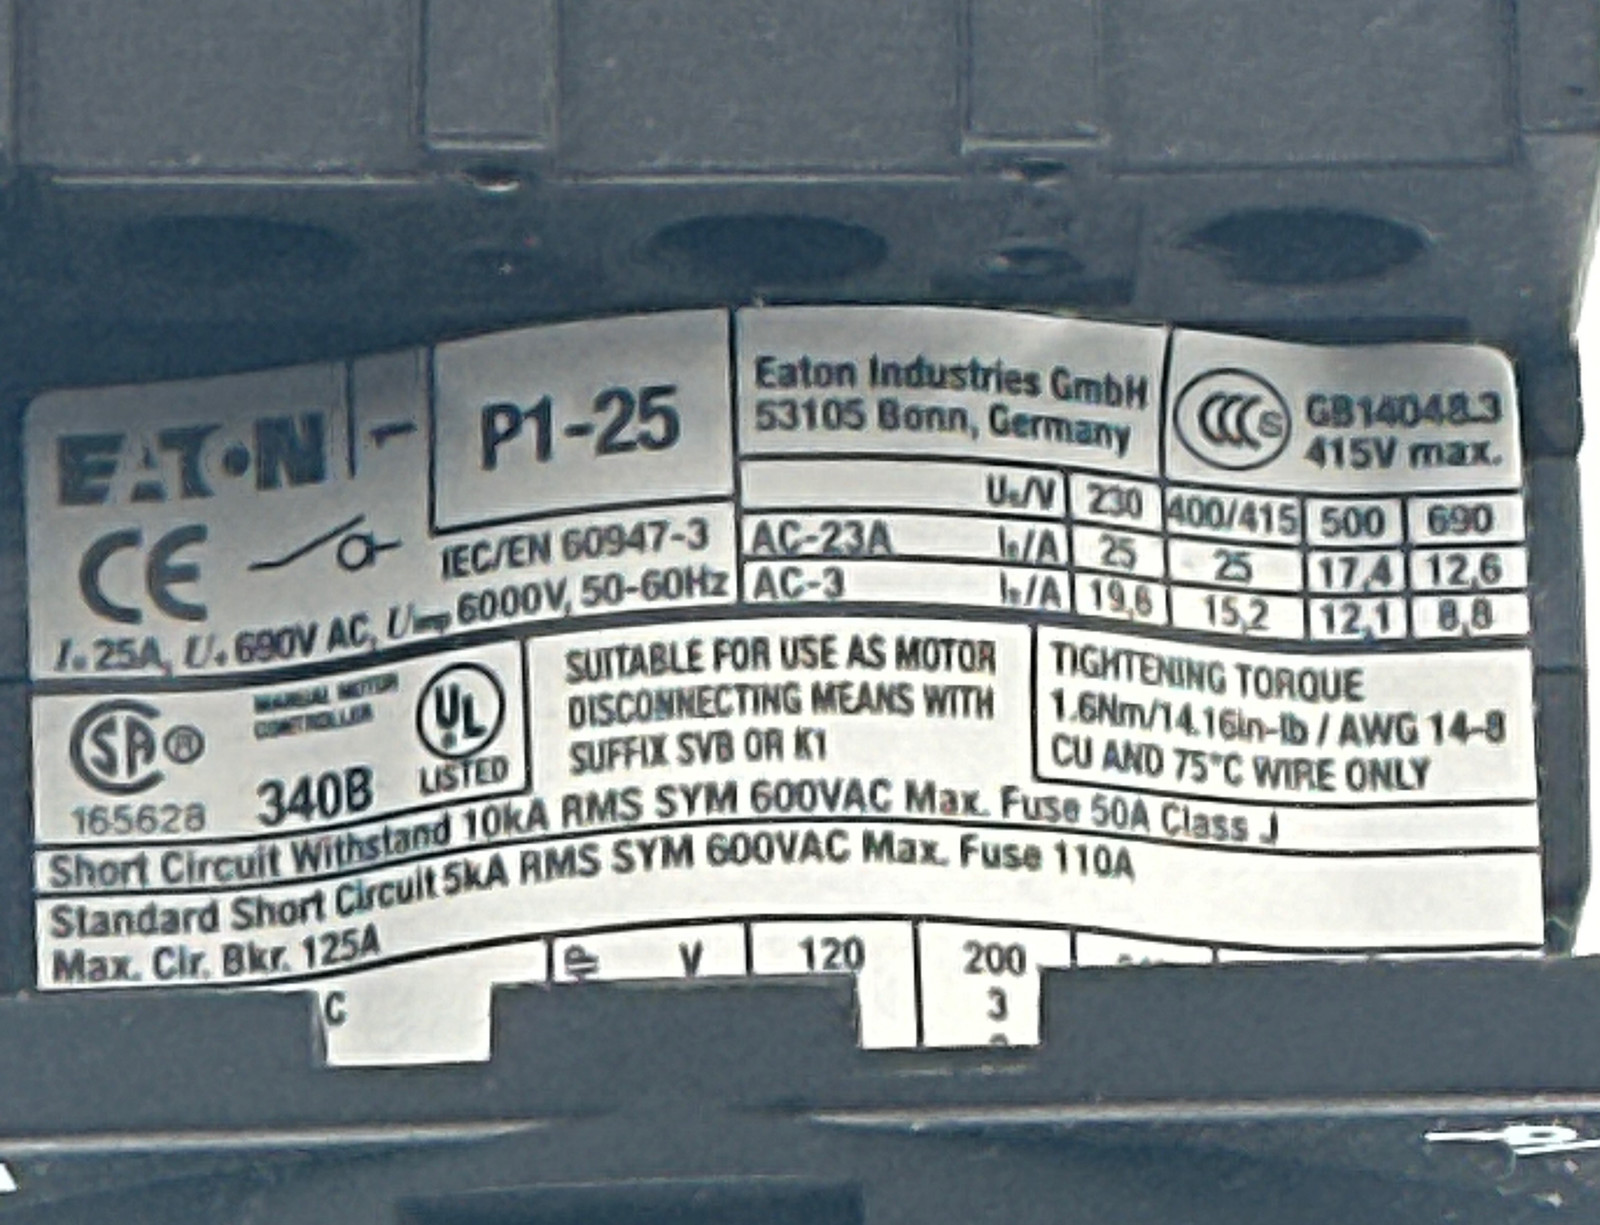 EATON
P1-25
Eaton Industries GmbH
53105 Bonn, Germany
CCC S
GB14048.3
415V max.
CE
IEC/EN 60947-3
Ie 25A, Ue 690V AC, Uimp 6000V, 50-60Hz
Ue/V 230 400/415 500 690
AC-23A Ie/A 25 25 17,4 12,6
AC-3 Ie/A 19,6 15,2 12,1 8,8
SA ®
165628
MANUAL MOTOR
CONTROLLER
340B
UL
LISTED
SUITABLE FOR USE AS MOTOR
DISCONNECTING MEANS WITH
SUFFIX SVB OR K1
TIGHTENING TORQUE
1.6Nm/14.16in-lb / AWG 14-8
CU AND 75°C WIRE ONLY
Short Circuit Withstand 10kA RMS SYM 600VAC Max. Fuse 50A Class J
Standard Short Circuit 5kA RMS SYM 600VAC Max. Fuse 110A
Max. Cir. Bkr. 125A
V 120 200
C
3